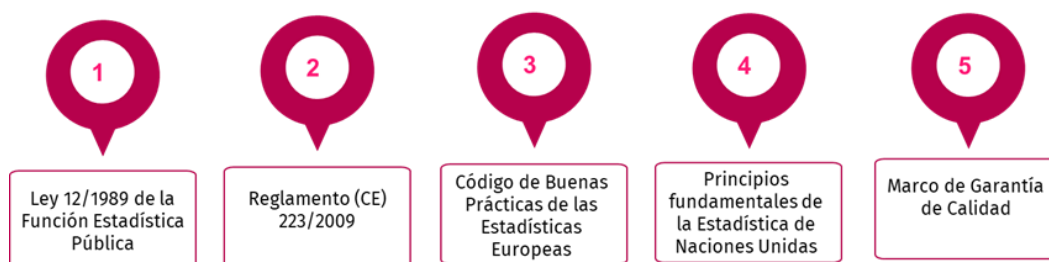 1
Ley 12/1989 de la
Función Estadística
Pública
2
Reglamento (CE)
223/2009
3
Código de Buenas
Prácticas de las
Estadísticas
Europeas
4
Principios
fundamentales de
la Estadística de
Naciones Unidas
5
Marco de Garantía
de Calidad